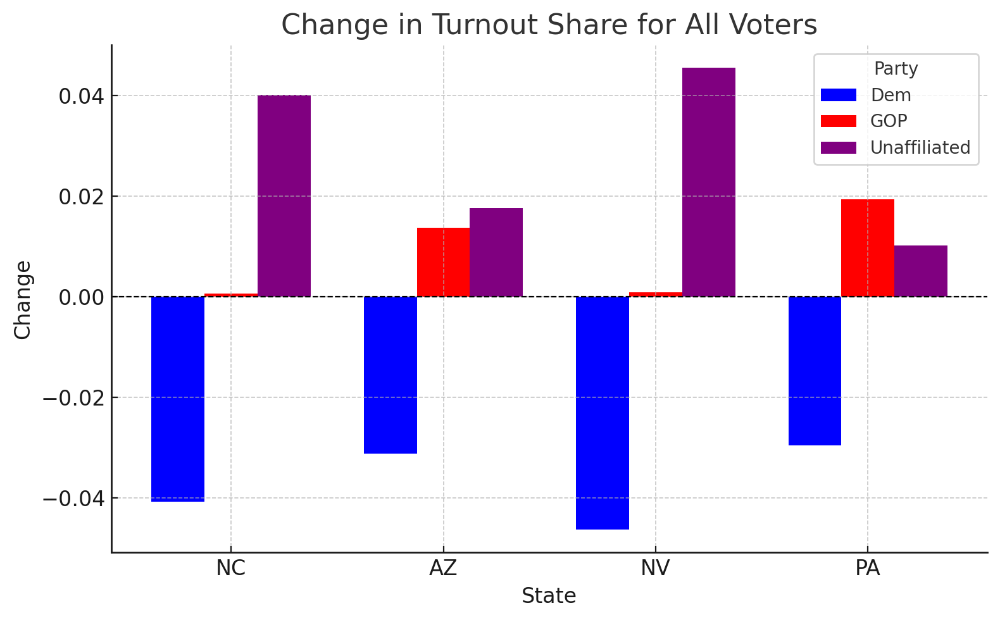 Change in Turnout Share for All Voters
Party
Dem
GOP
Unaffiliated
0.04
0.02
0.00
−0.02
−0.04
Change
NC
AZ
NV
PA
State